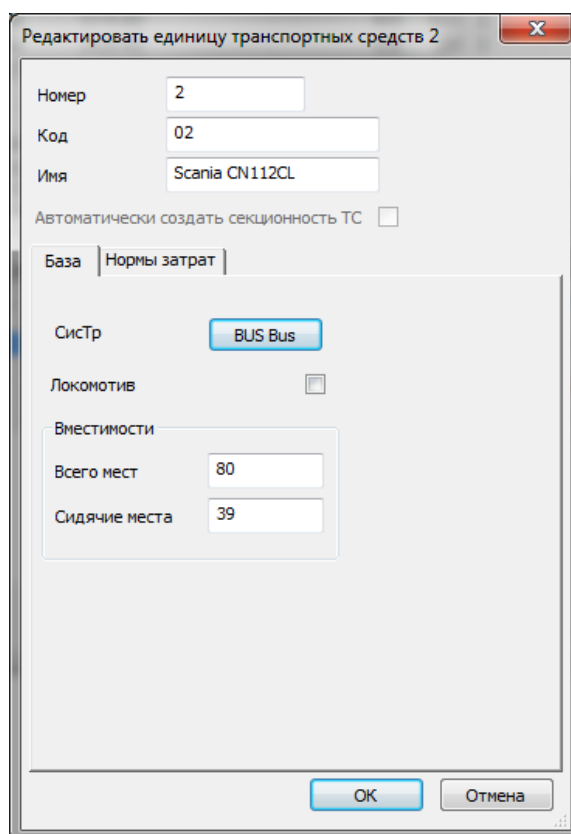 Редактировать единицу транспортных средств 2
Номер 2
Код 02
Имя Scania CN112CL
Автоматически создать секционность ТС
База Нормы затрат
СисТр BUS Bus
Локомотив
Вместимости
Всего мест 80
Сидячие места 39
OK Отмена